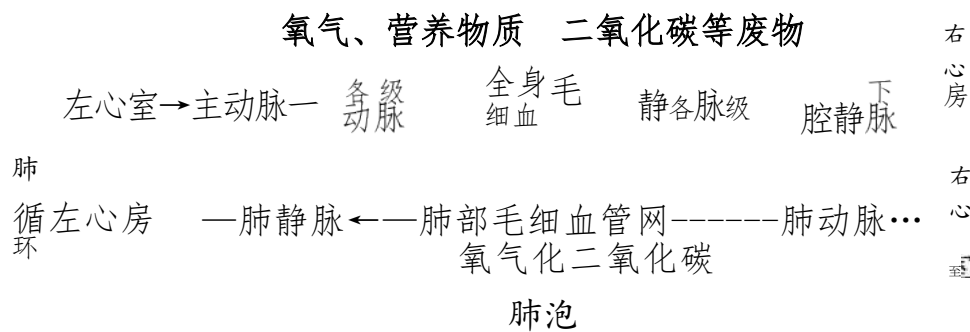 氧气、营养物质 二氧化碳等废物
右
心
房
各级
全身毛
下
左心室→主动脉一
动脉
细血
静各脉级
腔静脉
肺
循左心房 —肺静脉←—肺部毛细血管网------肺动脉…
环
右
心
氧气化二氧化碳
肺泡